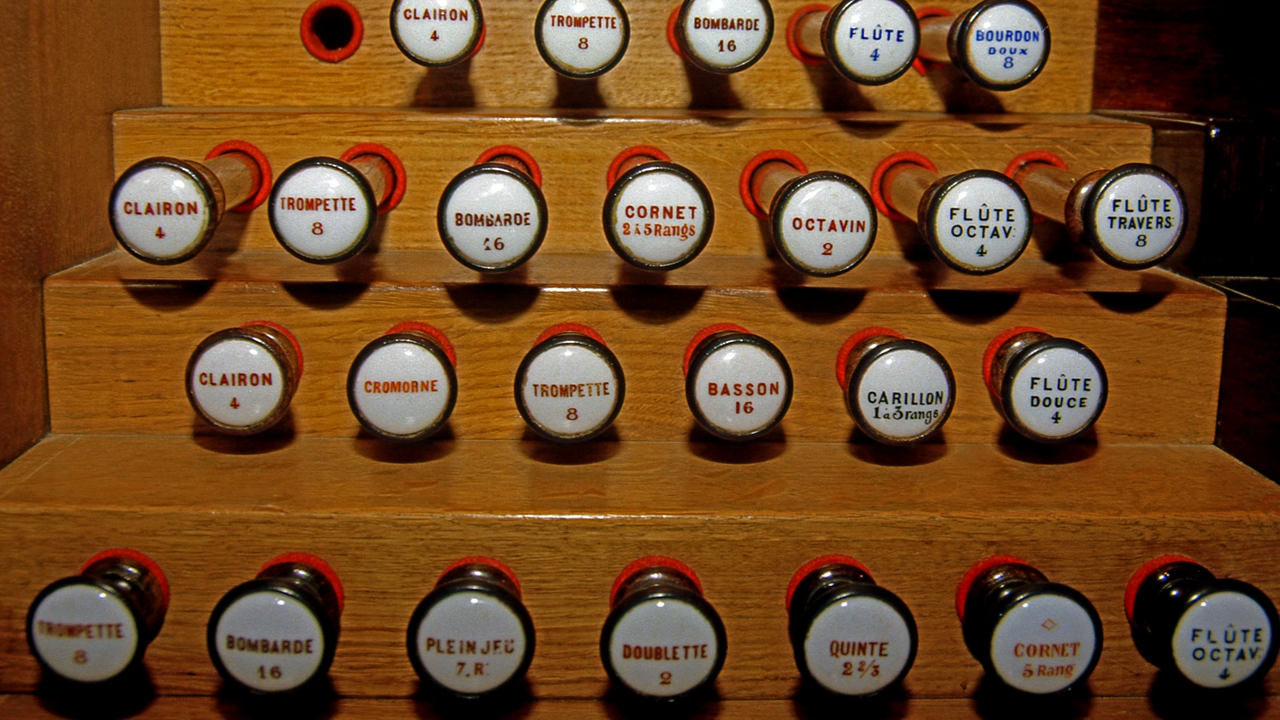 CLAIRON
4
TROMPETTE
8
BOMBARDE
16
FLÛTE
4
BOURDON
DOUX
8
CLAIRON
4
TROMPETTE
8
BOMBARDE
16
CORNET
2 à 5 Rangs
OCTAVIN
2
FLÛTE
OCTAV:
4
FLÛTE
TRAVERS:
8
CLAIRON
4
CROMORNE
TROMPETTE
8
BASSON
16
CARILLON
1 à 3 rangs
FLÛTE
DOUCE
4
TROMPETTE
8
BOMBARDE
16
PLEIN JEU
7. R.
DOUBLETTE
2
QUINTE
2 2/3
CORNET
5 Rang
FLÛTE
OCTAV:
4